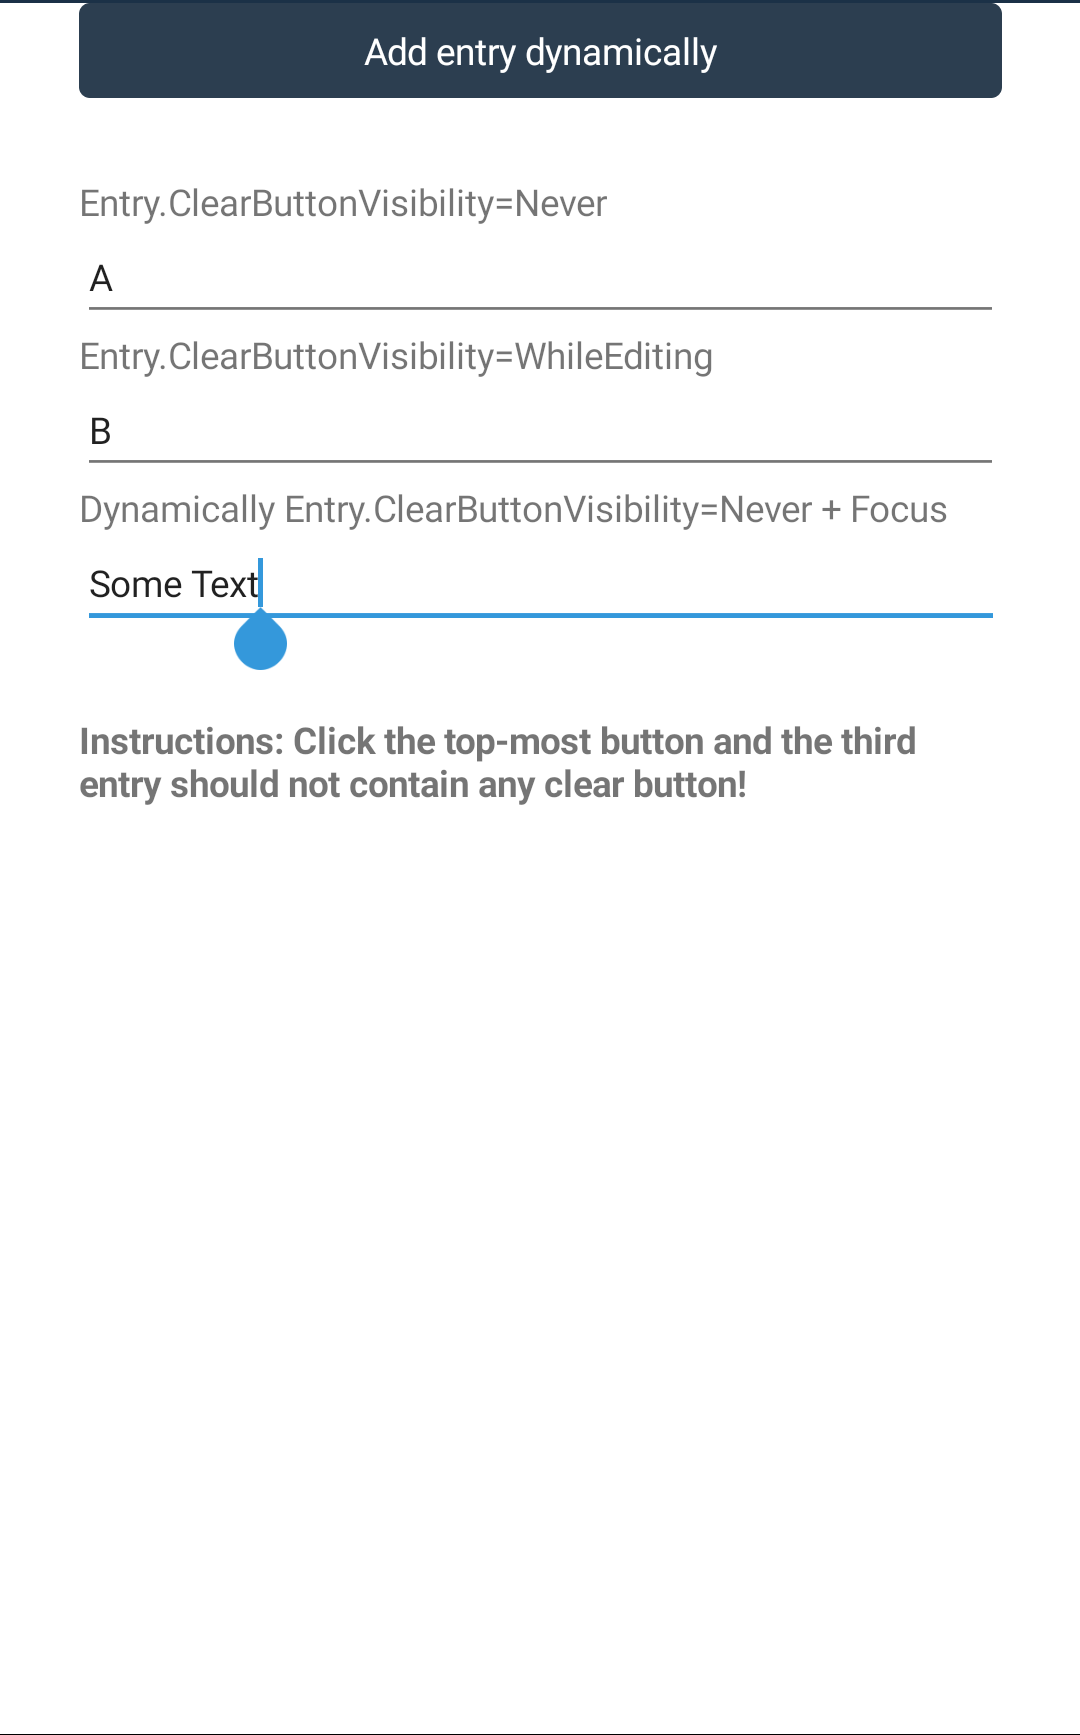 Add entry dynamically
Entry.ClearButtonVisibility=Never
A
Entry.ClearButtonVisibility=WhileEditing
B
Dynamically Entry.ClearButtonVisibility=Never + Focus
Some Text
Instructions: Click the top-most button and the third
entry should not contain any clear button!